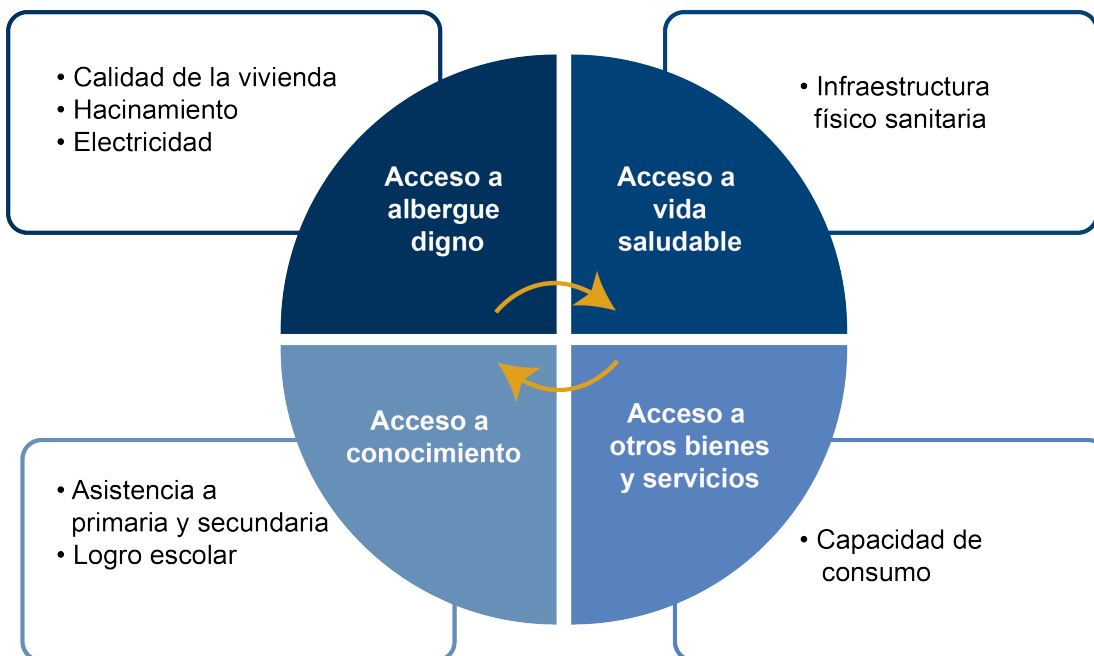 • Calidad de la vivienda
• Hacinamiento
• Electricidad
• Infraestructura
físico sanitaria
Acceso a
albergue
digno
Acceso a
vida
saludable
Acceso a
conocimiento
Acceso a
otros bienes
y servicios
• Asistencia a
primaria y secundaria
• Logro escolar
• Capacidad de
consumo